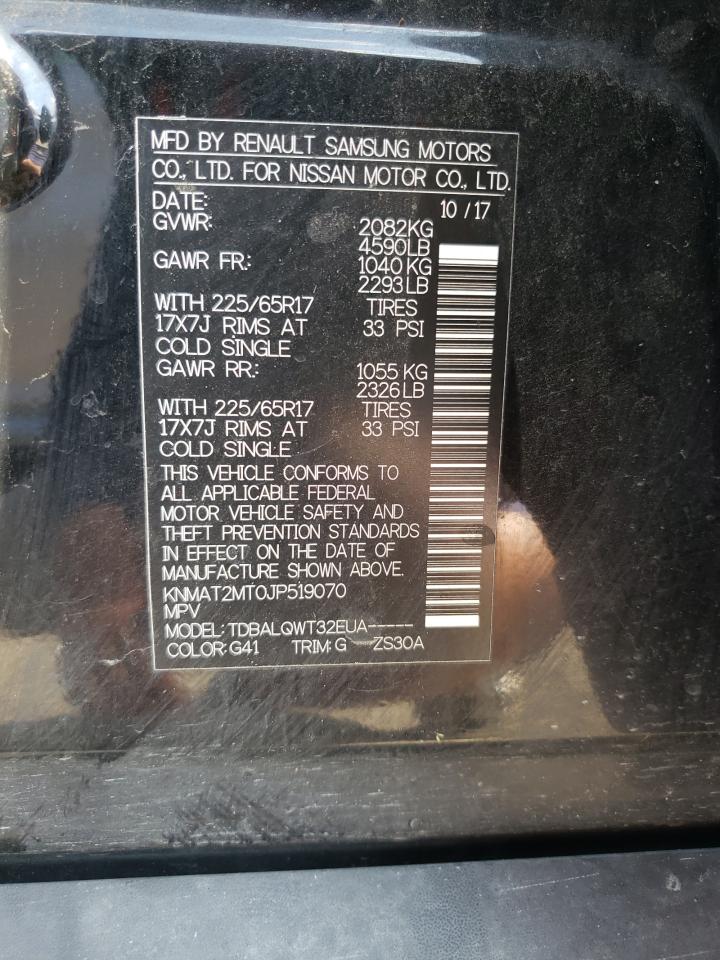 MFD BY RENAULT SAMSUNG MOTORS
CO., LTD. FOR NISSAN MOTOR CO., LTD.
DATE: 10 / 17
GVWR: 2082KG
4590LB
GAWR FR.: 1040 KG
2293LB
WITH 225/65R17 TIRES
17X7J RIMS AT 33 PSI
COLD SINGLE
GAWR RR.: 1055 KG
2326LB
WITH 225/65R17 TIRES
17X7J RIMS AT 33 PSI
COLD SINGLE
THIS VEHICLE CONFORMS TO
ALL APPLICABLE FEDERAL
MOTOR VEHICLE SAFETY AND
THEFT PREVENTION STANDARDS
IN EFFECT ON THE DATE OF
MANUFACTURE SHOWN ABOVE.
KNMAT2MT0JP519070
MPV
MODEL: TDBALQWT32EUA-----
COLOR: G41 TRIM: G ZS30A